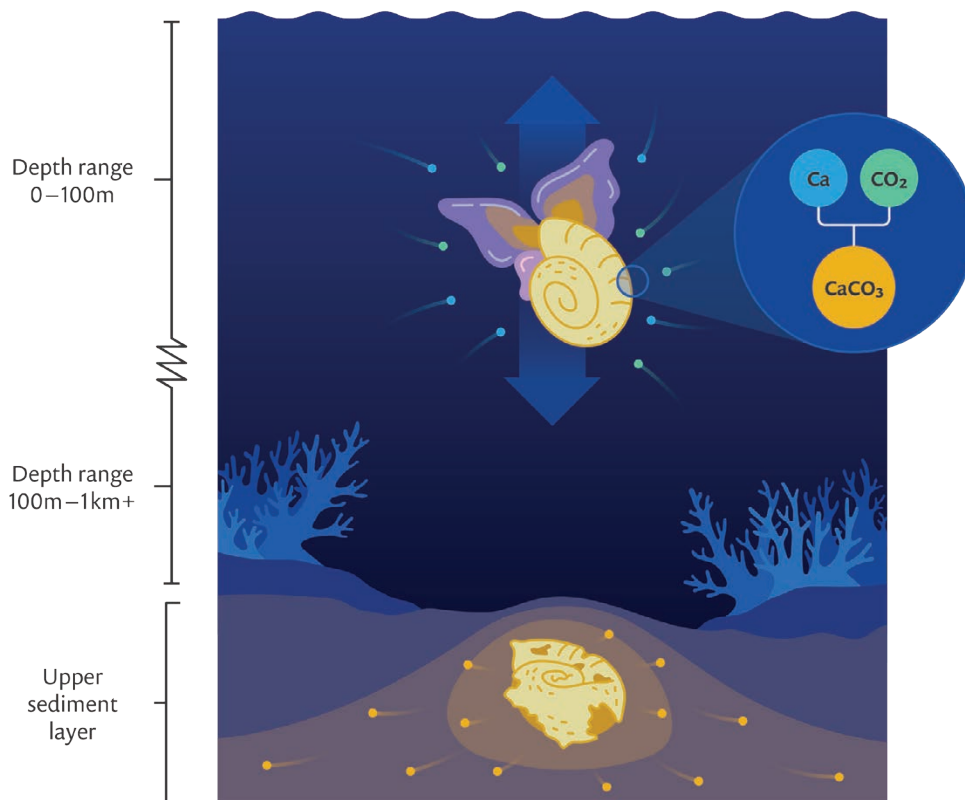 Depth range
0–100m
Ca
CO₂
CaCO₃
Depth range
100m–1km+
Upper
sediment
layer